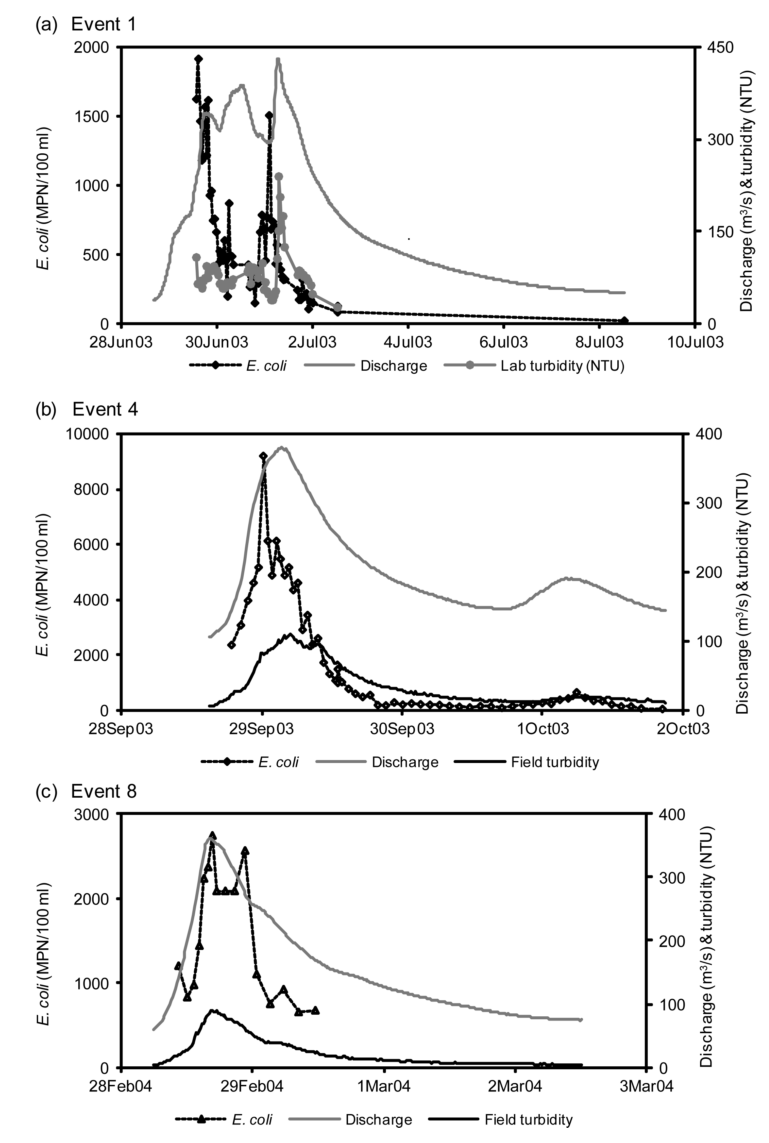 (a) Event 1
2000
1500
1000
500
0
E. coli (MPN/100 ml)
450
300
150
0
Discharge (m³/s) & turbidity (NTU)
28Jun03 30Jun03 2Jul03 4Jul03 6Jul03 8Jul03 10Jul03
E. coli Discharge Lab turbidity (NTU)
(b) Event 4
10000
8000
6000
4000
2000
0
E. coli (MPN/100 ml)
400
300
200
100
0
Discharge (m³/s) & turbidity (NTU)
28Sep03 29Sep03 30Sep03 1Oct03 2Oct03
E. coli Discharge Field turbidity
(c) Event 8
3000
2000
1000
0
E. coli (MPN/100 ml)
400
300
200
100
0
Discharge (m³/s) & turbidity (NTU)
28Feb04 29Feb04 1Mar04 2Mar04 3Mar04
E. coli Discharge Field turbidity